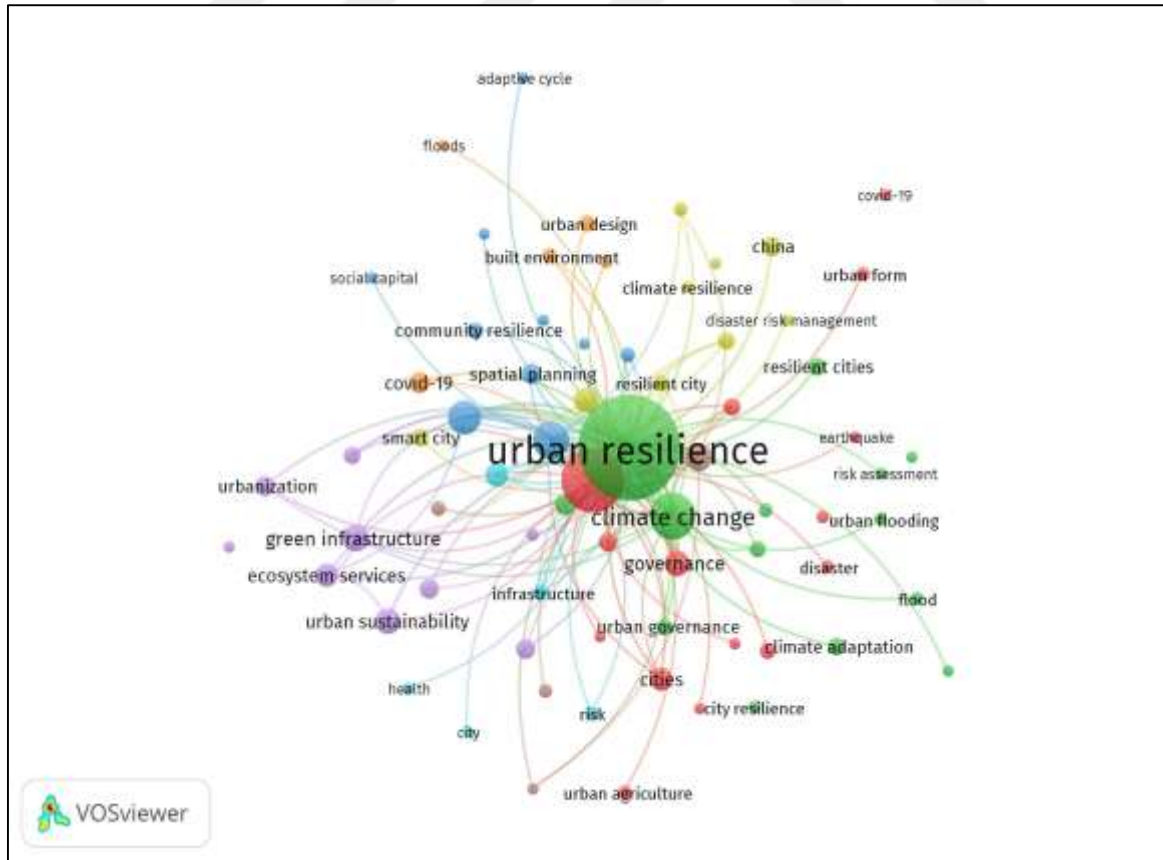 adaptive cycle
floods
covid-19
urban design
china
built environment
urban form
social capital
climate resilience
disaster risk management
community resilience
resilient cities
spatial planning
covid-19
resilient city
smart city
earthquake
urban resilience
risk assessment
urbanization
climate change
urban flooding
green infrastructure
governance
disaster
ecosystem services
infrastructure
flood
urban sustainability
urban governance
climate adaptation
cities
health
city resilience
risk
city
urban agriculture
VOSviewer